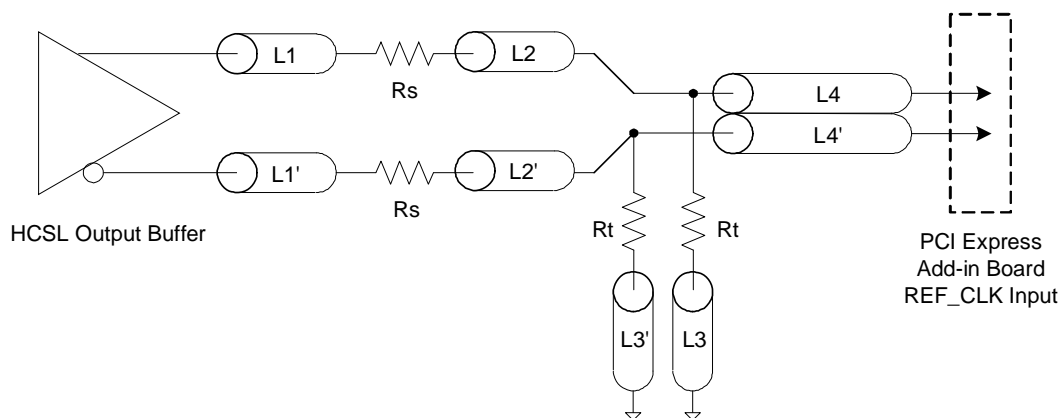 L1
Rs
L2
L4
L4'
L1'
Rs
L2'
HCSL Output Buffer
Rt
Rt
L3'
L3
PCI Express
Add-in Board
REF_CLK Input